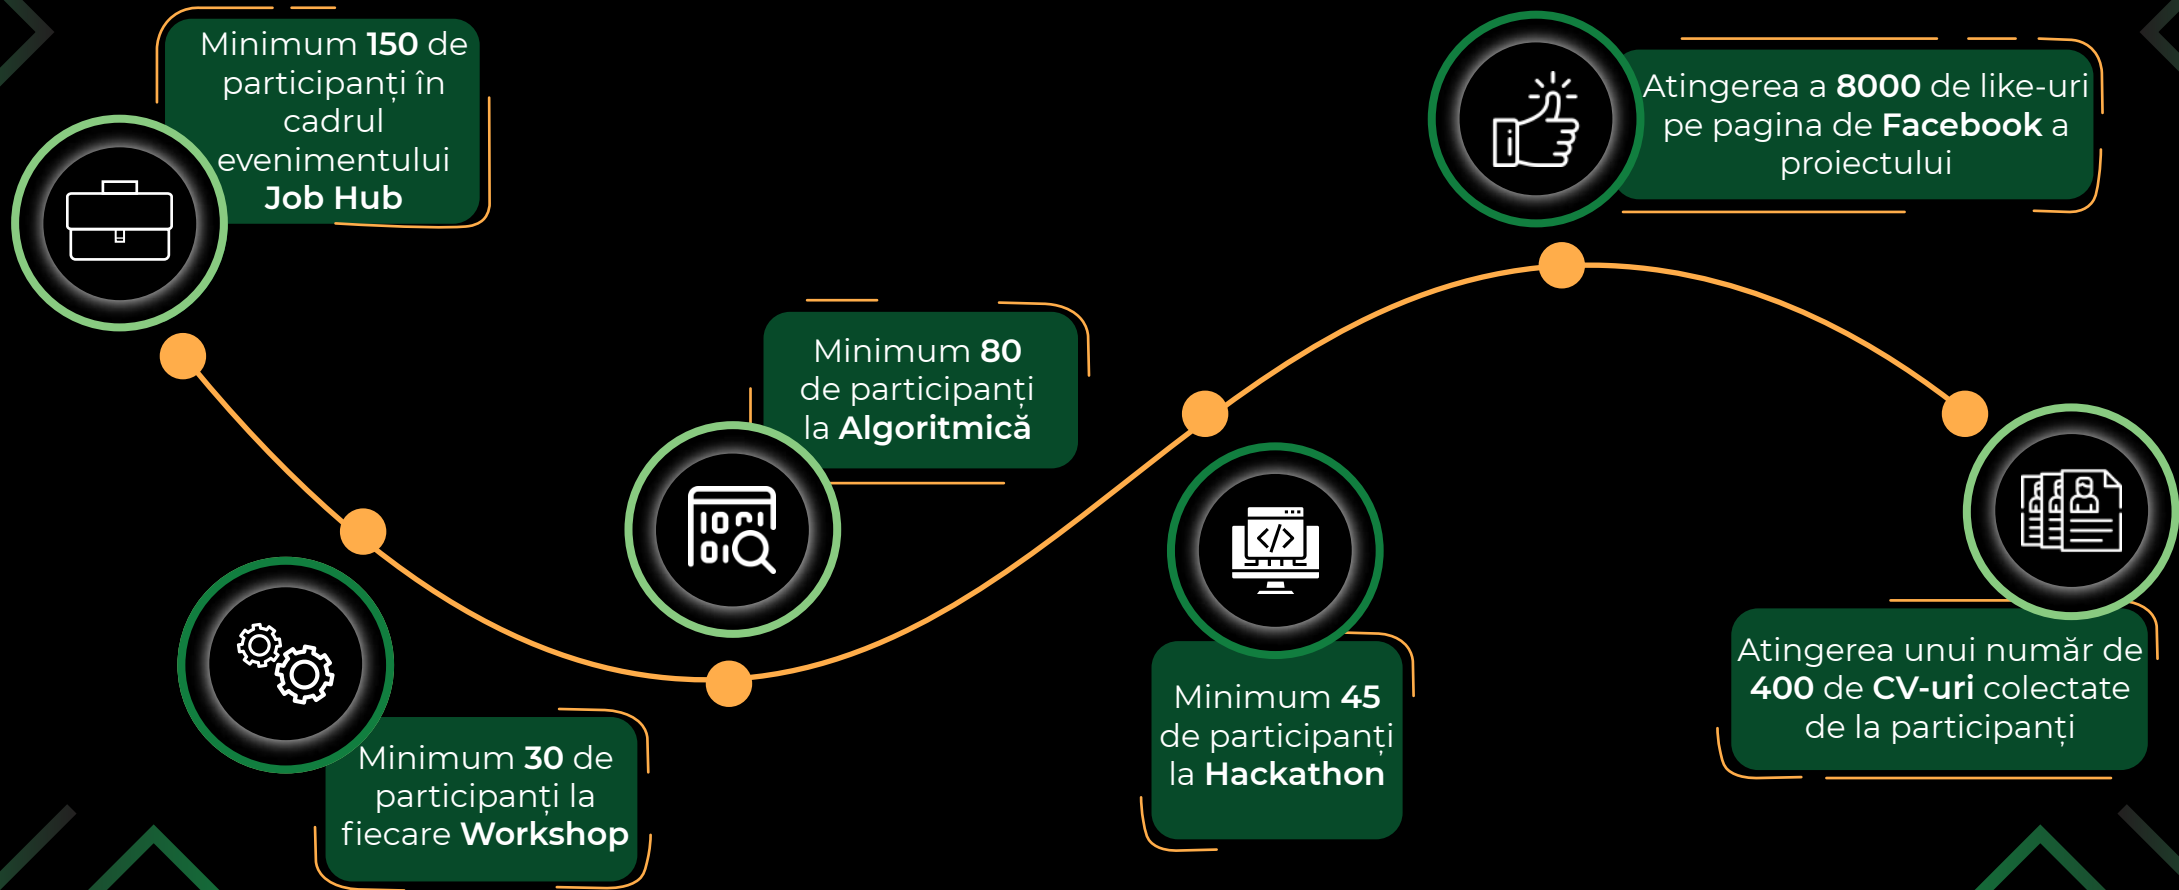 Minimum 150 de
participanți în
cadrul
evenimentului
Job Hub
Minimum 30 de
participanți la
fiecare Workshop
Minimum 80
de participanți
la Algoritmică
Minimum 45
de participanți
la Hackathon
Atingerea a 8000 de like-uri
pe pagina de Facebook a
proiectului
Atingerea unui număr de
400 de CV-uri colectate
de la participanți